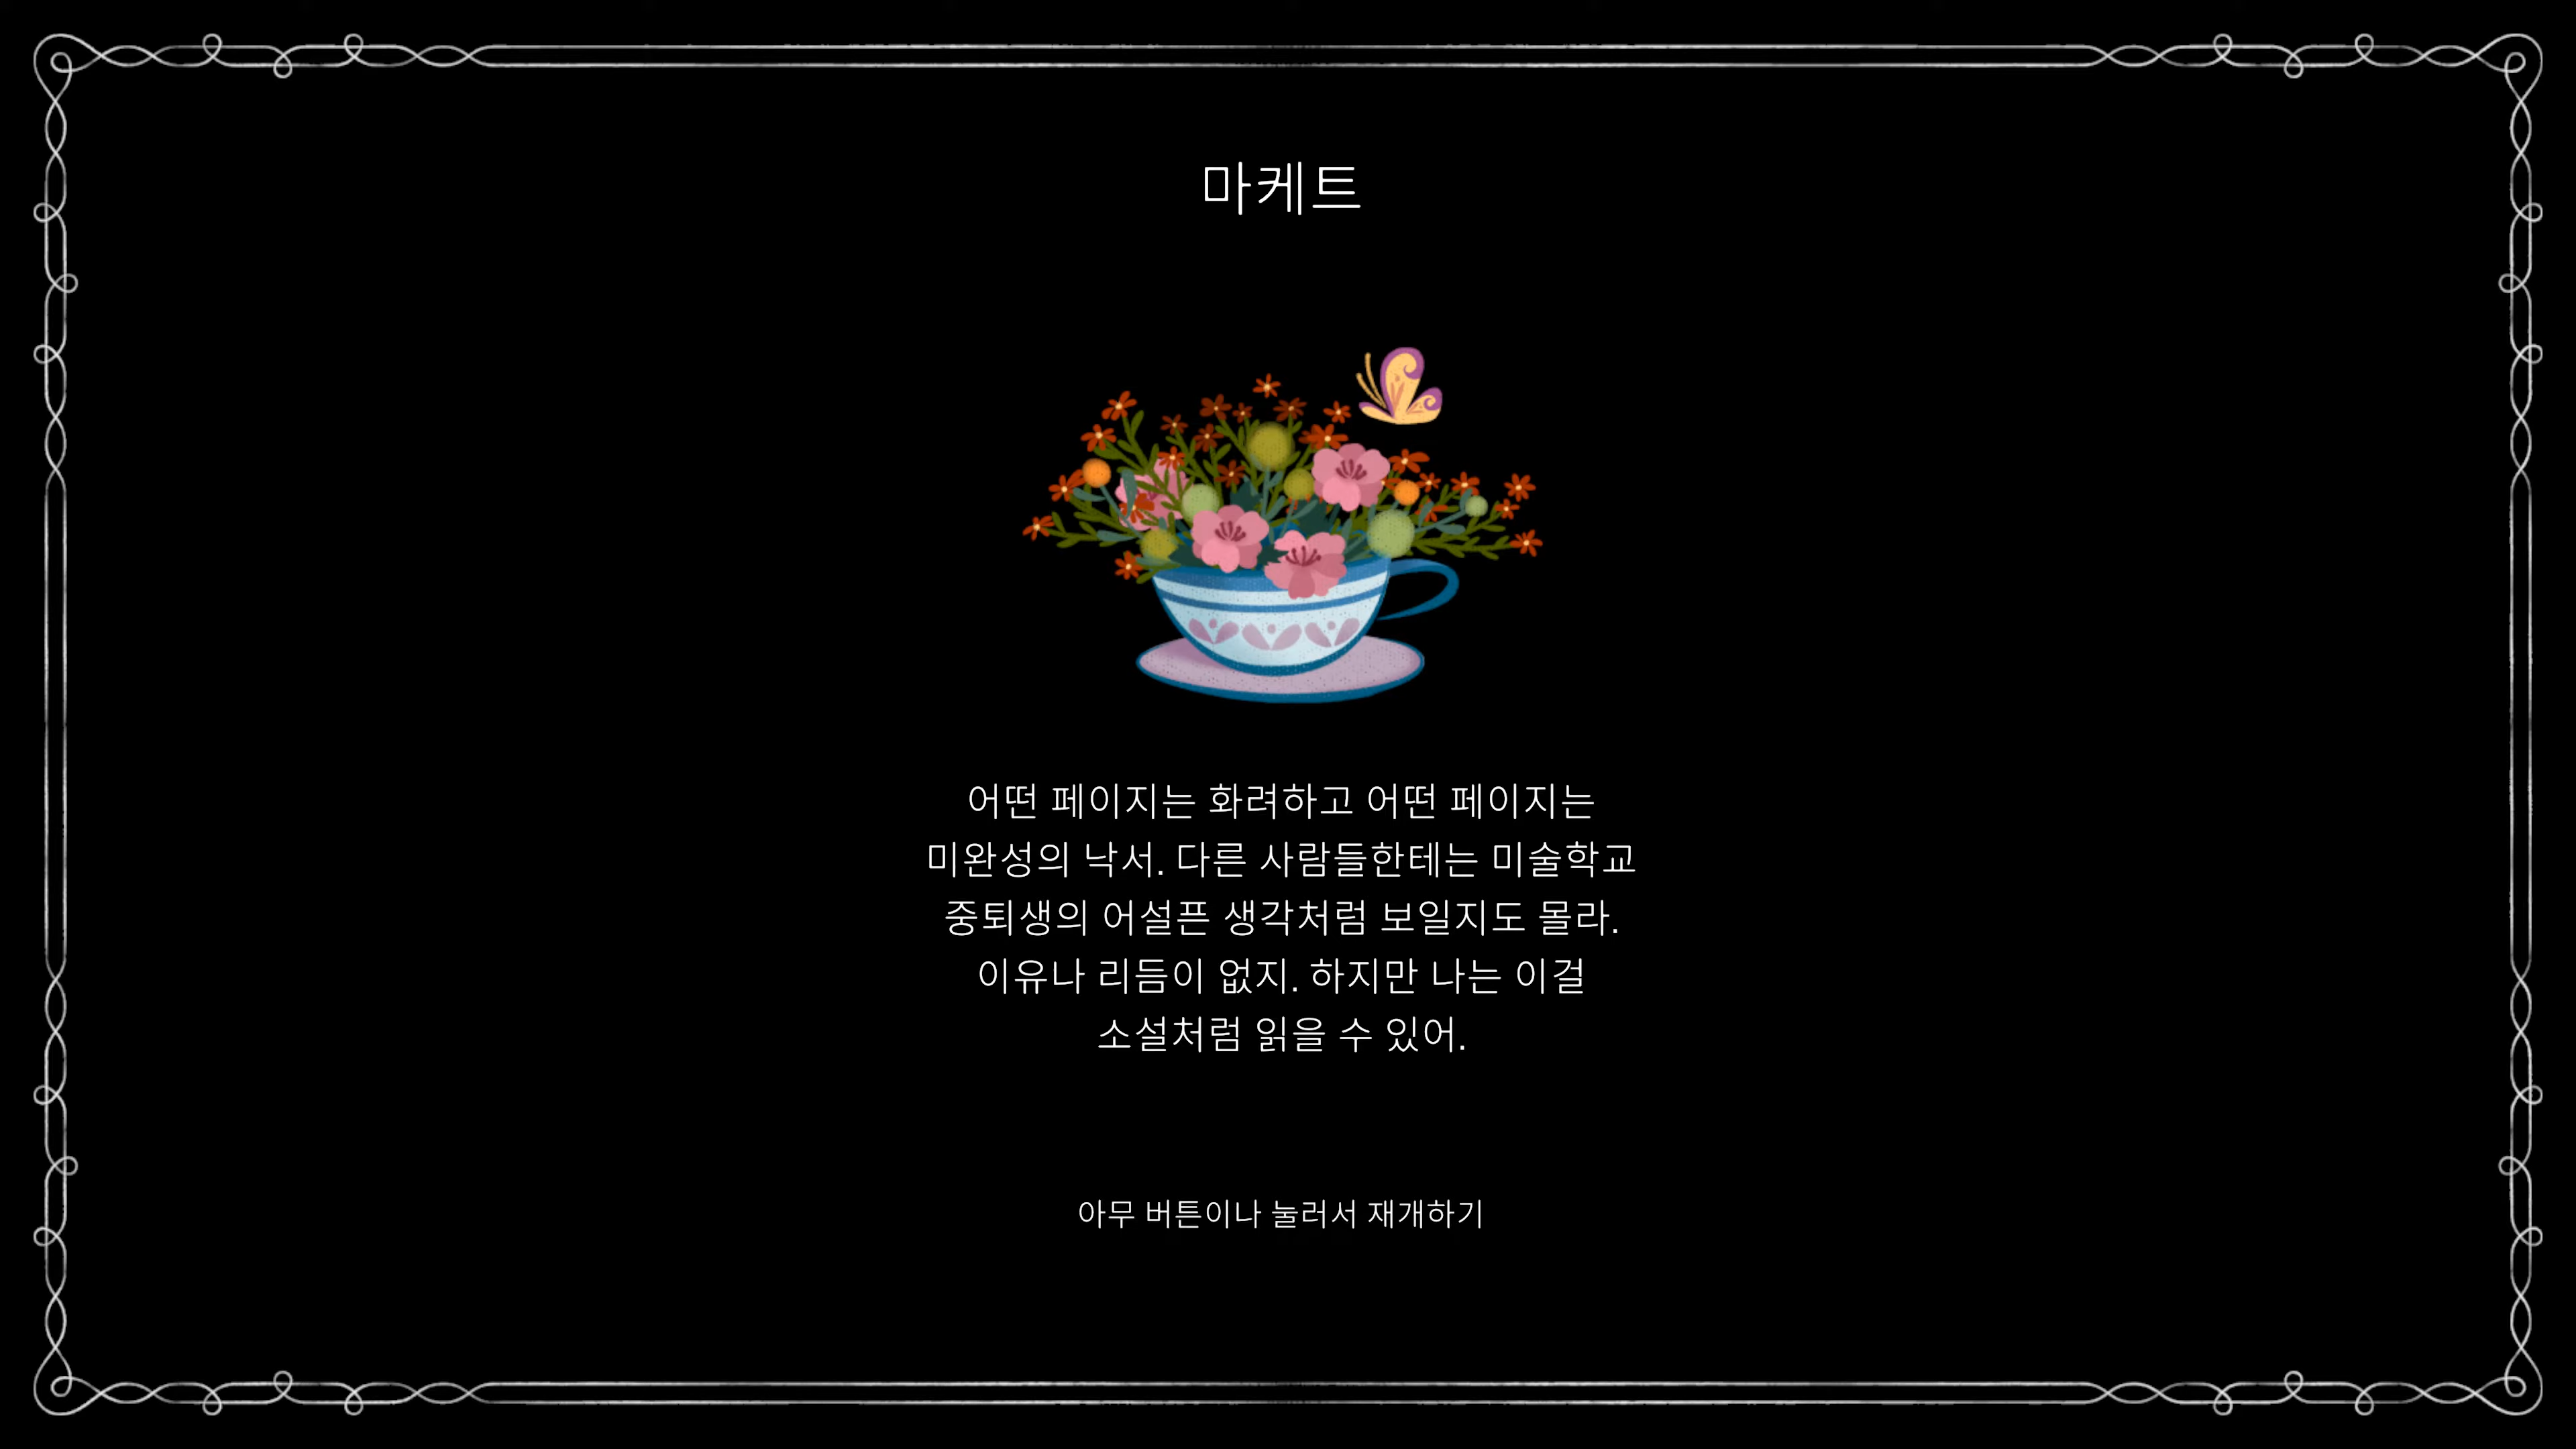 마케트
어떤 페이지는 화려하고 어떤 페이지는
미완성의 낙서. 다른 사람들한테는 미술학교
중퇴생의 어설픈 생각처럼 보일지도 몰라.
이유나 리듬이 없지. 하지만 나는 이걸
소설처럼 읽을 수 있어.
아무 버튼이나 눌러서 재개하기